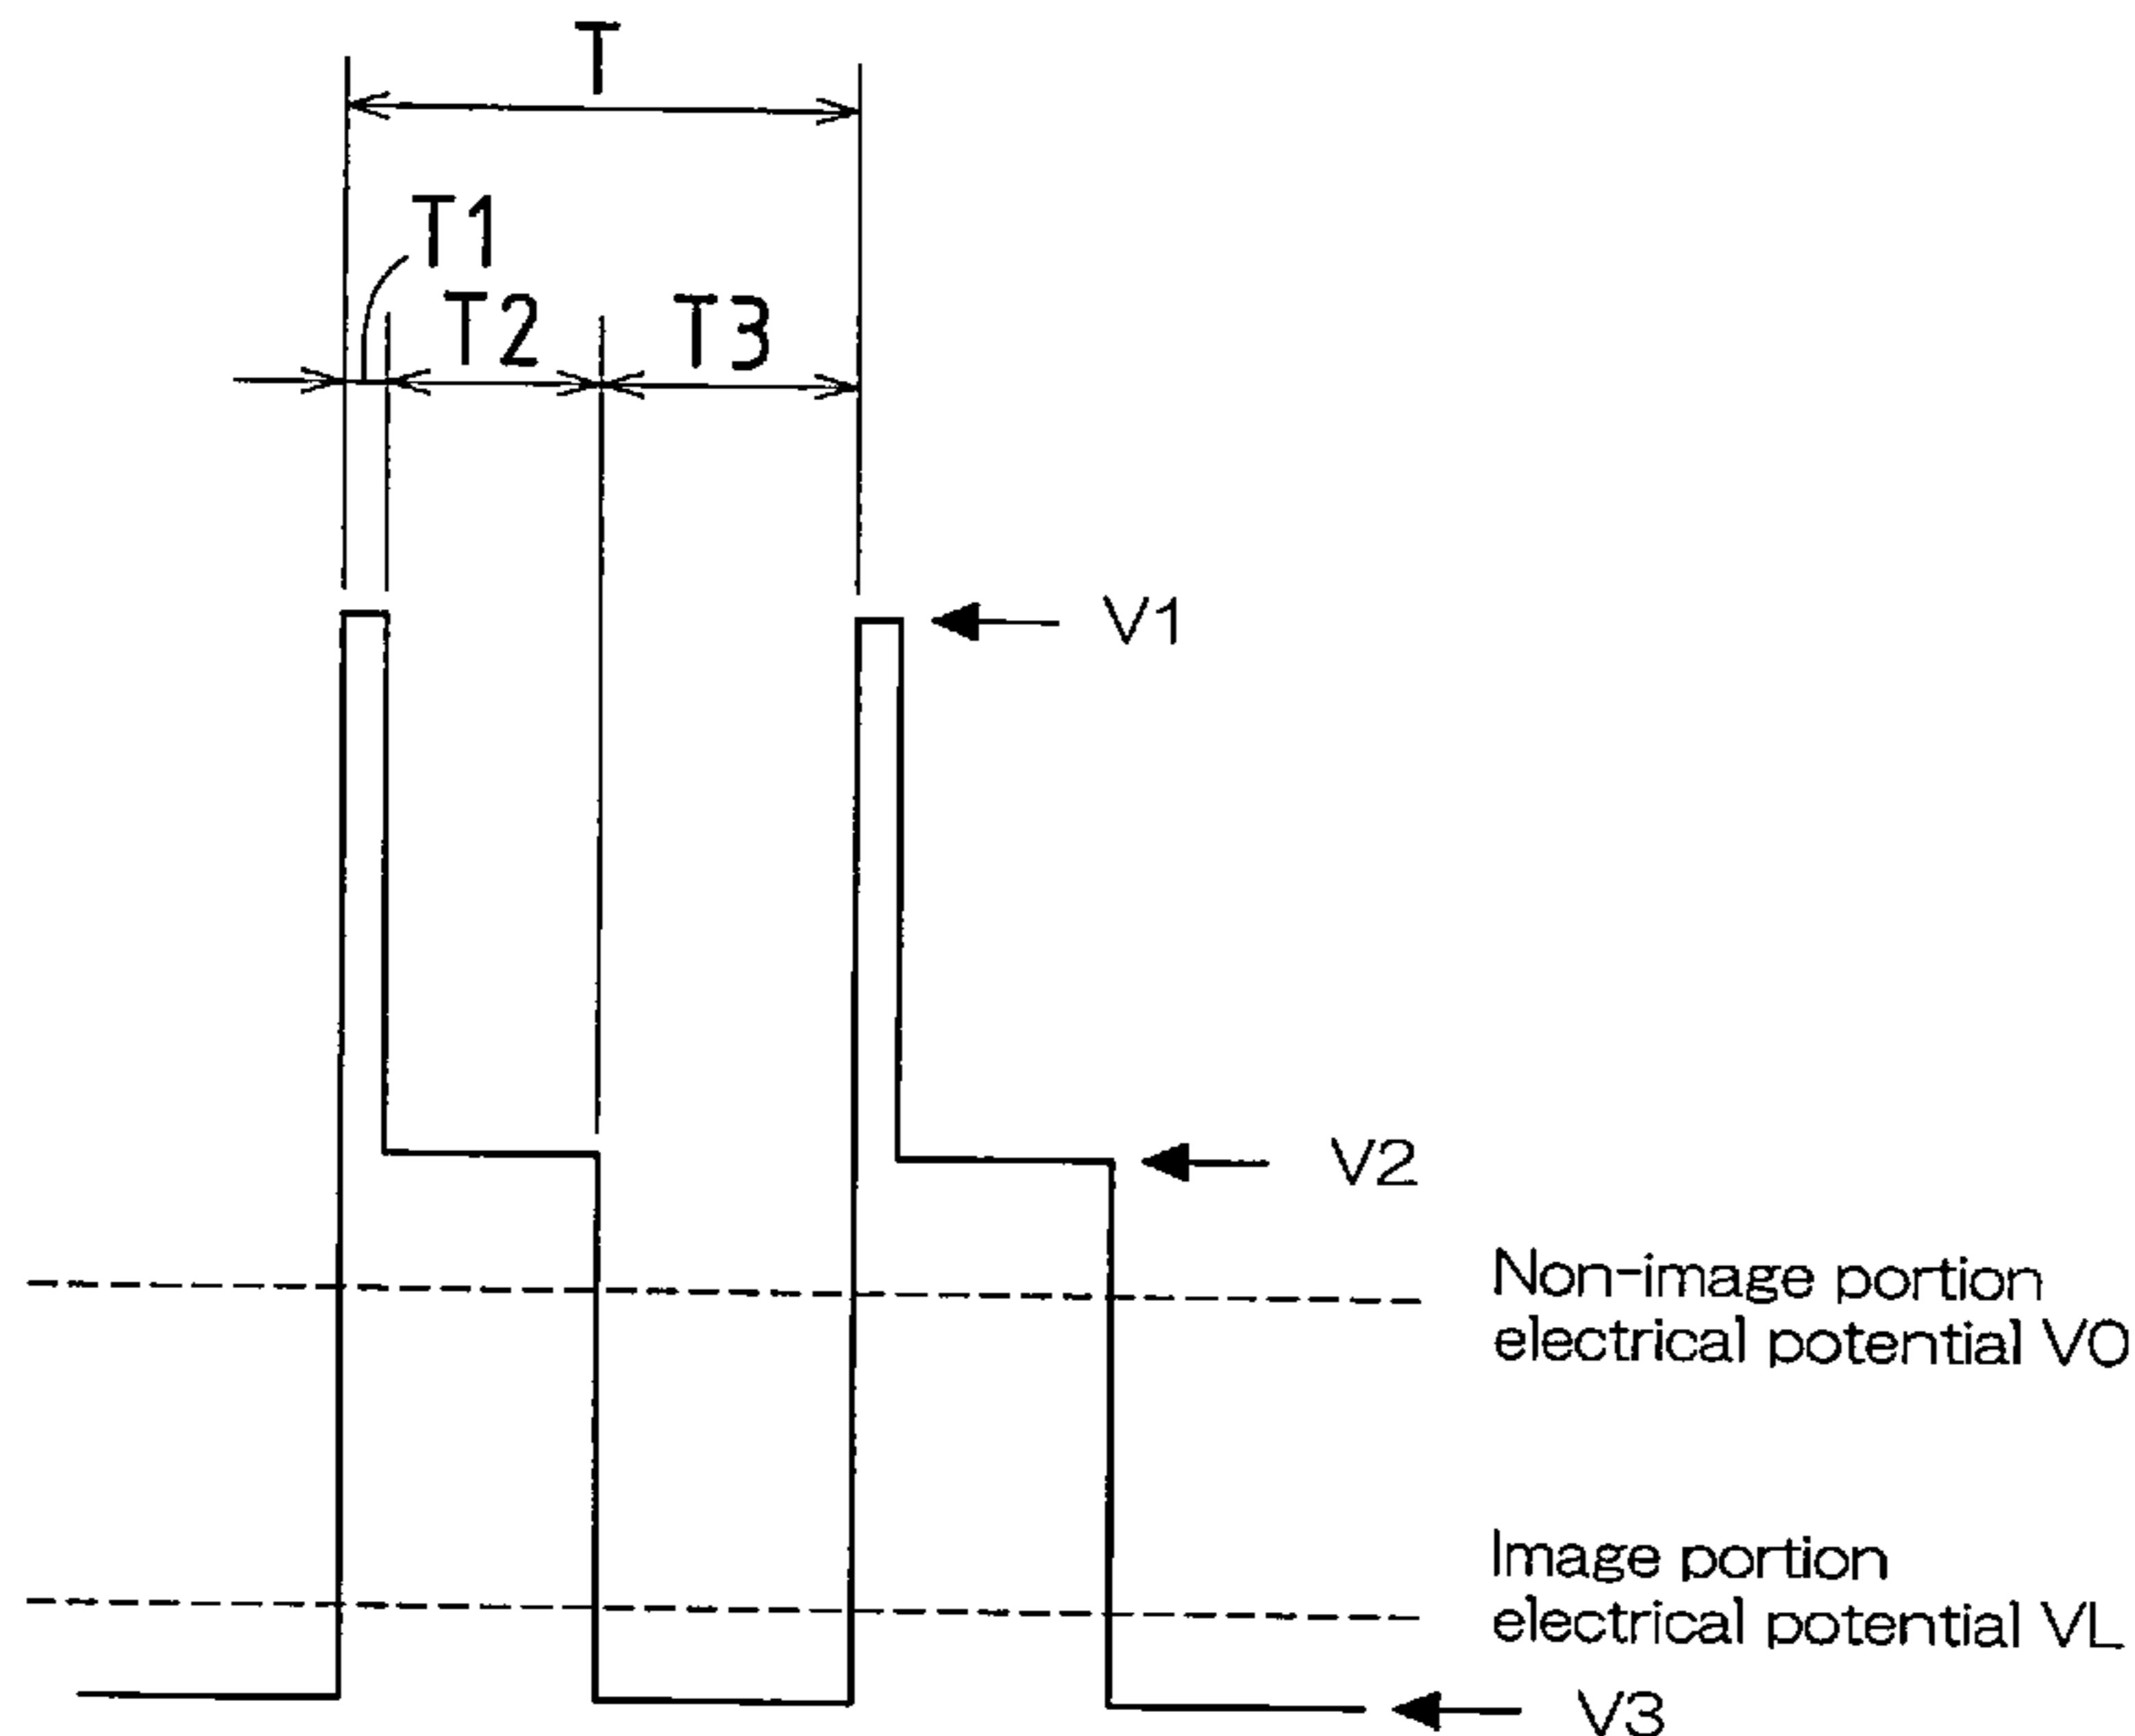 T
T1
T2
T3
V1
V2
Non-image portion
electrical potential V0
Image portion
electrical potential VL
V3